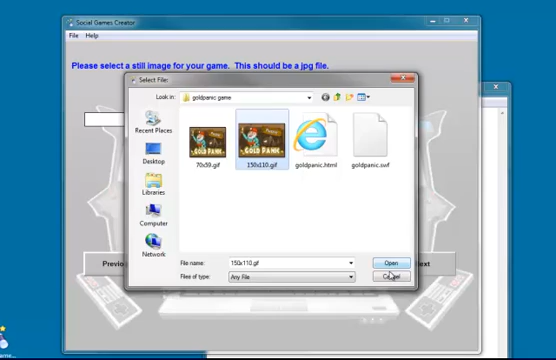 Social Games Creator
File Help
Please select a still image for your game. This should be a jpg file.
Select File:
Look in: goldpanic game
Recent Places
Desktop
Libraries
Computer
Network
GOLD PANIC
GOLD PANIC
70x59.gif
150x110.gif
goldpanic.html
goldpanic.swf
File name: 150x110.gif
Open
Files of type: Any File
Cancel